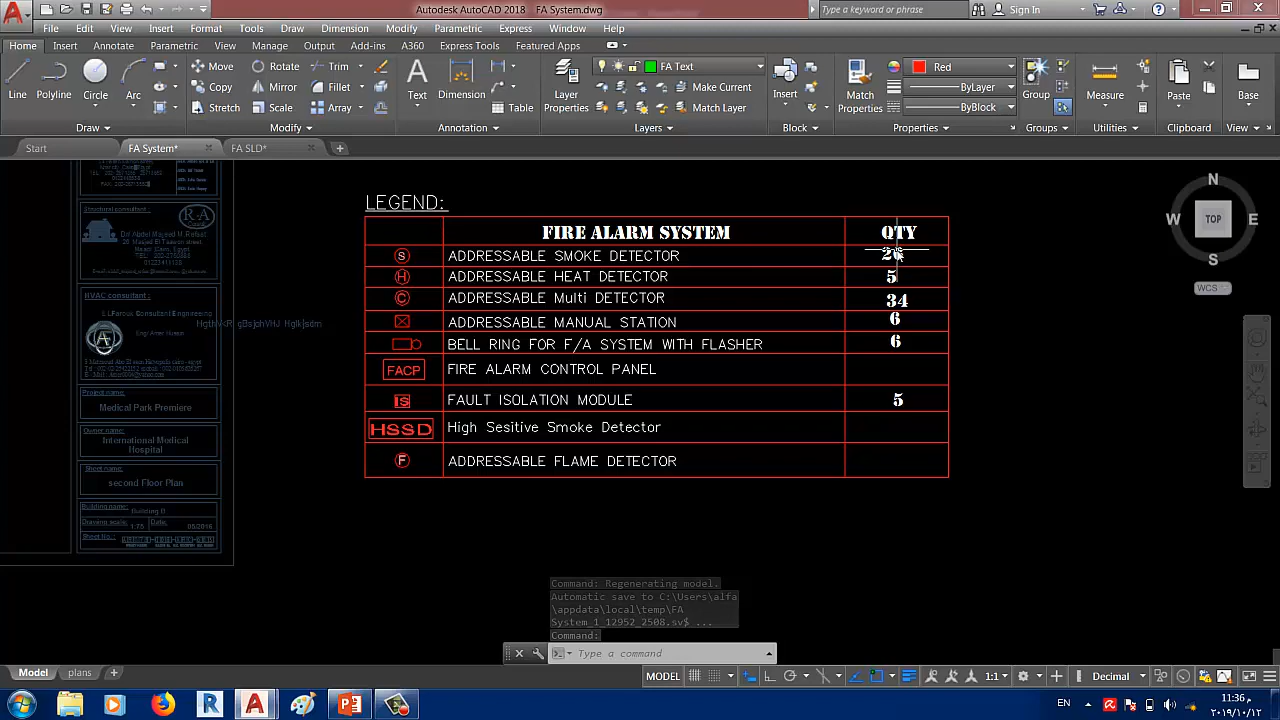 Autodesk AutoCAD 2018 FA System.dwg
Type a keyword or phrase
Sign In
File Edit View Insert Format Tools Draw Dimension Modify Parametric Express Window Help
Home Insert Annotate Parametric View Manage Output Add-ins A360 Express Tools Featured Apps
Line Polyline Circle Arc
Move Rotate Trim
Copy Mirror Fillet
Stretch Scale Array
Text Dimension Table
Layer Properties
FA Text
Make Current
Match Layer
Insert
Match Properties
Red
ByLayer
ByBlock
Group Measure Paste Base
Draw Modify Annotation Layers Block Properties Groups Utilities Clipboard View
Start FA System* FA SLD*
Structural consultant :
R-A
HVAC consultant :
Project name:
Medical Park Premiere
Owner name:
International Medical
Hospital
Sheet name:
second Floor Plan
Building name: Building B
Drawing scale: 1:75 Date: 05/2016
Sheet No.:
LEGEND:
FIRE ALARM SYSTEM QTY
S ADDRESSABLE SMOKE DETECTOR
H ADDRESSABLE HEAT DETECTOR 5
C ADDRESSABLE Multi DETECTOR 34
ADDRESSABLE MANUAL STATION 6
BELL RING FOR F/A SYSTEM WITH FLASHER 6
FACP FIRE ALARM CONTROL PANEL
IS FAULT ISOLATION MODULE 5
HSSD High Sesitive Smoke Detector
F ADDRESSABLE FLAME DETECTOR
N
W TOP E
S
WCS
Command: Regenerating model.
Automatic save to C:\Users\alfa
\appdata\local\temp\FA
System_1_12952_2508.sv$ ...
Command:
Type a command
Model plans
MODEL 1:1 Decimal
EN
11:36 م
٢٠١٩/١٠/١٢